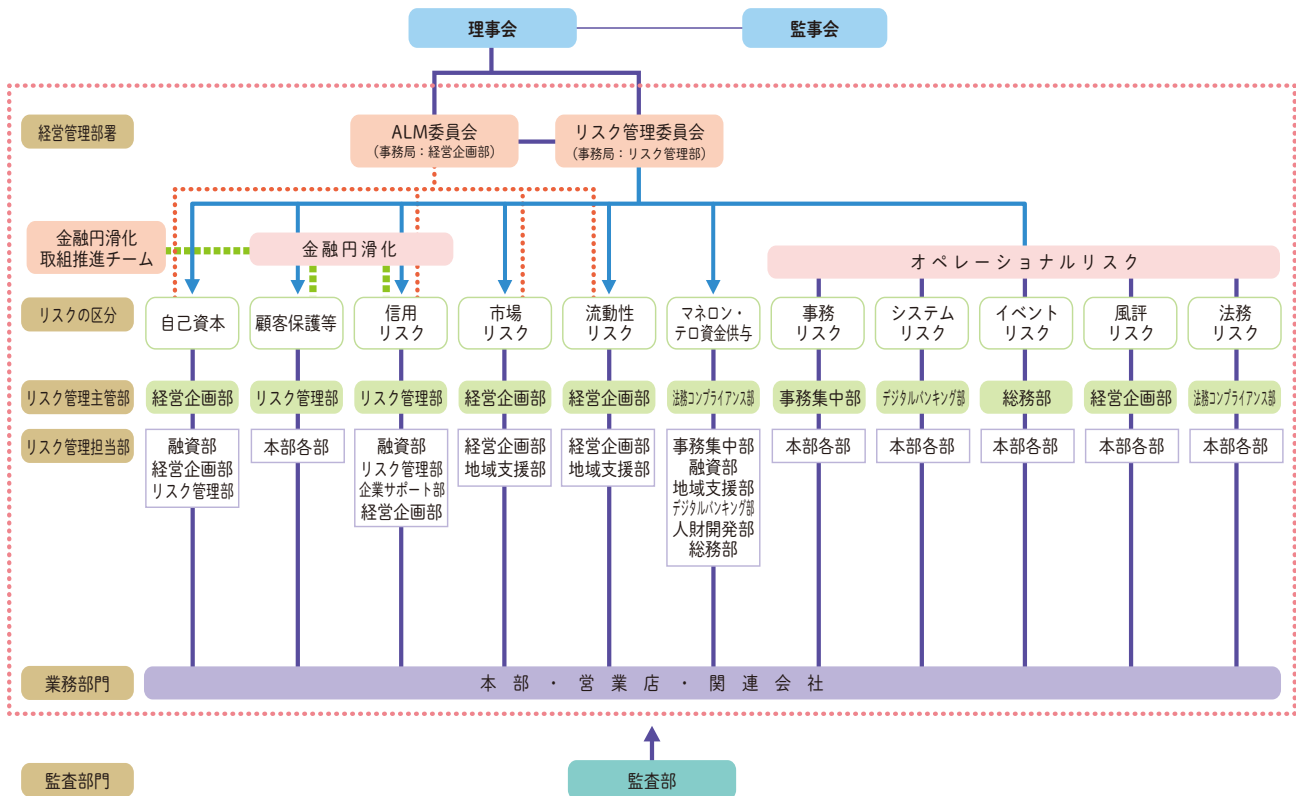 理事会
監事会
経営管理部署
ALM委員会
（事務局：経営企画部）
リスク管理委員会
（事務局：リスク管理部）
金融円滑化
取組推進チーム
金融円滑化
オペレーショナルリスク
リスクの区分
自己資本
顧客保護等
信用
リスク
市場
リスク
流動性
リスク
マネロン・
テロ資金供与
事務
リスク
システム
リスク
イベント
リスク
風評
リスク
法務
リスク
リスク管理主管部
経営企画部
リスク管理部
リスク管理部
経営企画部
経営企画部
法務コンプライアンス部
事務集中部
デジタルバンキング部
総務部
経営企画部
法務コンプライアンス部
リスク管理担当部
融資部
経営企画部
リスク管理部
本部各部
融資部
リスク管理部
企業サポート部
経営企画部
経営企画部
地域支援部
経営企画部
地域支援部
事務集中部
融資部
地域支援部
デジタルバンキング部
人財開発部
総務部
本部各部
本部各部
本部各部
本部各部
本部各部
業務部門
本部・営業店・関連会社
監査部門
監査部